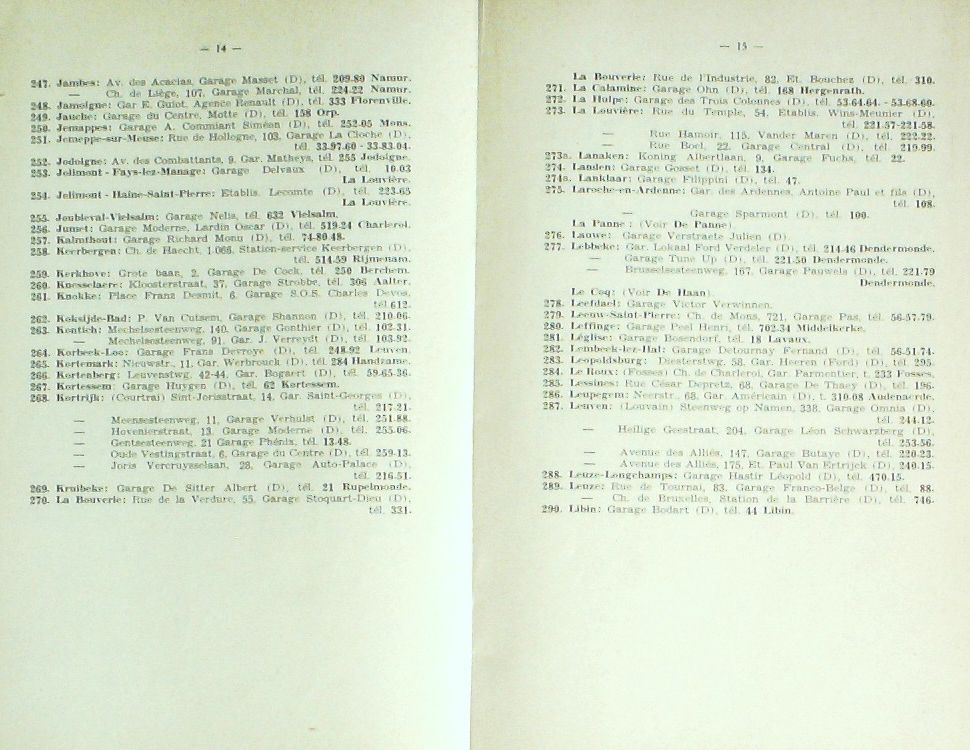 — 14 —
247. Jambes: Av. des Acacias, Garage Masset (D), tél. 209.80 Namur.
— Ch. de Liège, 107, Garage Marchal, tél. 224.22 Namur.
248. Jamoigne: Gar E. Guiot, Agence Renault (D), tél. 333 Florenville.
249. Jauche: Garage du Centre, Motte (D), tél. 158 Orp.
250. Jemappes: Garage A. Commiant Siméon (D), tél. 252.05 Mons.
251. Jemeppe-sur-Meuse: Rue de Hollogne, 103, Garage La Cloche (D),
tél. 33.97.60 - 33.83.04.
252. Jodoigne: Av. des Combattants, 9, Gar. Matheys, tél. 255 Jodoigne.
253. Jolimont - Fays-lez-Manage: Garage Delvaux (D), tél. 10.03
La Louvière.
254. Jolimont - Haine-Saint-Pierre: Etablis. Lecomte (D), tél. 223.65
La Louvière.
255. Joubieval-Vielsalm: Garage Nelis, tél. 632 Vielsalm.
256. Jumet: Garage Moderne, Lardin Oscar (D), tél. 519.24 Charleroi.
257. Kalmthout: Garage Richard Monu (D), tél. 74-80.48.
258. Keerbergen: Ch. de Haecht, 1.066, Station-service Keerbergen (D),
tél. 514.59 Rijmenam.
259. Kerkhove: Grote baan, 2, Garage De Cock, tél. 250 Berchem.
260. Knesselaere: Kloosterstraat, 37, Garage Strobbe, tél. 306 Aalter.
261. Knokke: Place Franz Desmit, 6, Garage S.O.S. Charles Devos,
tél 612.
262. Koksijde-Bad: P. Van Cutsem, Garage Shannon (D), tél. 210.06.
263. Kontich: Mechelsesteenweg, 140, Garage Gonthier (D), tél. 102.31.
— Mechelsesteenweg, 91, Gar. J. Verreydt (D), tél. 103.92.
264. Korbeek-Loo: Garage Frans Devroye (D), tél. 248.92 Leuven.
265. Kortemark: Nieuwstr., 11, Gar. Werbrouck (D), tél. 284 Handzame.
266. Kortenberg: Leuvenstwg, 42-44, Gar. Bogaert (D), tél. 59.65.36.
267. Kortessem: Garage Huygen (D), tél. 62 Kortessem.
268. Kortrijk: (Courtrai) Sint-Jorisstraat, 14, Gar. Saint-Georges (D),
tél. 217.21.
— Meensesteenweg, 11, Garage Verhulst (D), tél. 251.88.
— Hovenierstraat, 13, Garage Moderne (D), tél. 255.06.
— Gentsesteenweg, 21 Garage Phénix, tél. 13.48.
— Oude Vestingstraat, 6, Garage du Centre (D), tél. 259.13.
— Joris Vercruysselaan, 28, Garage Auto-Palace (D),
tél. 216.51.
269. Kruibeke: Garage De Sitter Albert (D), tél. 21 Rupelmonde.
270. La Bouverie: Rue de la Verdure, 55, Garage Stoquart-Dieu (D),
tél. 331.
— 15 —
La Bouverie: Rue de l'Industrie, 82, Et. Bouchez (D), tél. 310.
271. La Calamine: Garage Ohn (D), tél. 168 Hergenrath.
272. La Hulpe: Garage des Trois Colonnes (D), tél. 53.64.64. - 53.68.60.
273. La Louvière: Rue du Temple, 54, Etablis. Wins-Meunier (D),
tél. 221.57-221.58.
— Rue Hamoir, 115, Vander Maren (D), tél. 222.22.
— Rue Boel, 22, Garage Central (D), tél. 219.99.
273a. Lanaken: Koning Albertlaan, 9, Garage Fuchs, tél. 22.
274. Landen: Garage Gosset (D), tél. 134.
274a. Lanklaar: Garage Filippini (D), tél. 47.
275. Laroche-en-Ardenne: Gar. des Ardennes, Antoine Paul et fils (D),
tél. 108.
— Garage Sparmont (D), tél. 100.
La Panne: (Voir De Panne).
276. Lauwe: Garage Verstraete Julien (D).
277. Lebbeke: Gar. Lokaal Ford Verdeler (D), tél. 214.46 Dendermonde.
— Garage Tune Up (D), tél. 221.50 Dendermonde.
— Brusselsesteenweg, 167, Garage Pauwels (D), tél. 221.79
Dendermonde.
Le Coq: (Voir De Haan).
278. Leefdael: Garage Victor Verwinnen.
279. Leeuw-Saint-Pierre: Ch. de Mons, 721, Garage Pas, tél. 56.57.79.
280. Leffinge: Garage Peel Henri, tél. 702.34 Middelkerke.
281. Léglise: Garage Bosendorf, tél. 18 Lavaux.
282. Lembeek-lez-Hal: Garage Detournay Fernand (D), tél. 56.51.74.
283. Leopoldsburg: Diestersтwg, 58, Gar. Heeren (Ford) (D), tél. 295.
284. Le Roux: (Fosses) Ch. de Charleroi, Gar. Parmentier, t. 233 Fosses.
285. Lessines: Rue César Depretz, 68, Garage De Thaey (D), tél. 196.
286. Leupegem: Neerstr., 68, Gar. Américain (D), t. 310.08 Audenaerde.
287. Leuven: (Louvain) Steenweg op Namen, 338, Garage Omnia (D),
tél. 244.12.
— Heilige Geestraat, 204, Garage Léon Schwarzberg (D),
tél. 253.56.
— Avenue des Alliés, 147, Garage Butaye (D), tél. 220.23.
— Avenue des Alliés, 175, Et. Paul Van Ertrijck (D), tél. 240.15.
288. Leuze-Longchamps: Garage Hastir Léopold (D), tél. 470.15.
289. Leuze: Rue de Tournai, 83, Garage Franco-Belge (D), tél. 88.
— Ch. de Bruxelles, Station de la Barrière (D), tél. 746.
290. Libin: Garage Bodart (D), tél. 44 Libin.